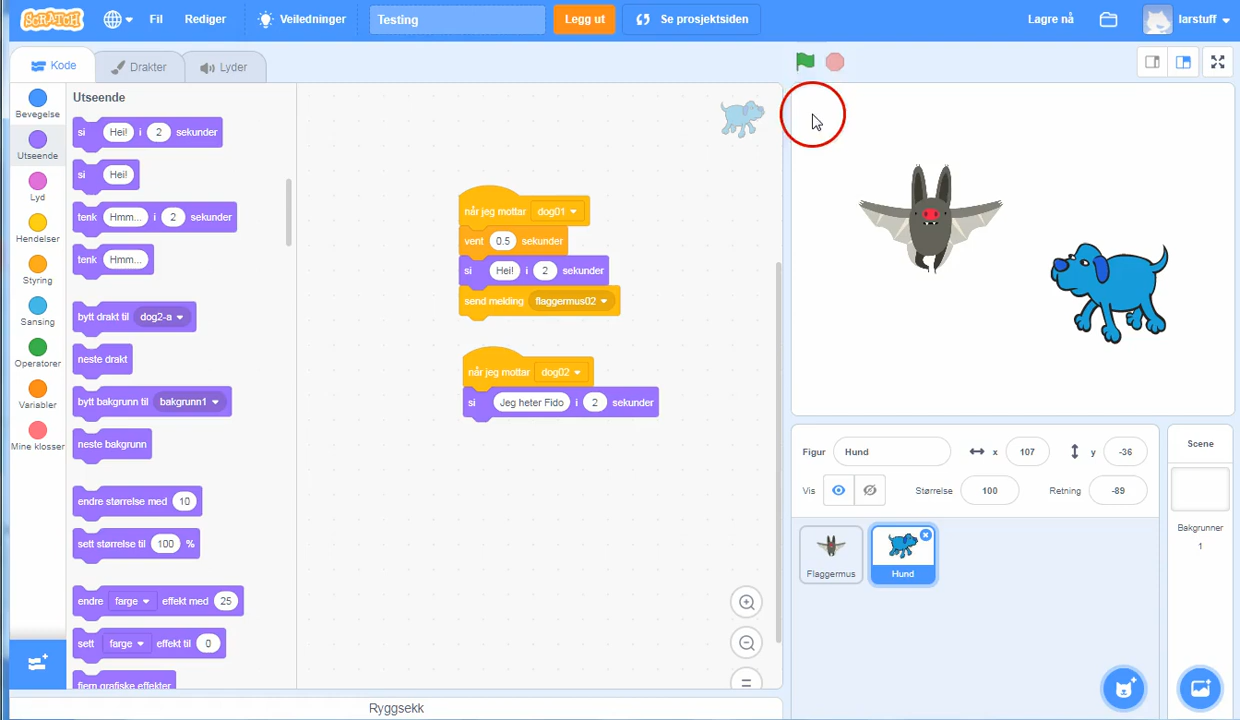 SCRATCH
Fil
Rediger
Veiledninger
Testing
Legg ut
Se prosjektsiden
Lagre nå
larstuff
Kode
Drakter
Lyder
Bevegelse
Utseende
Lyd
Hendelser
Styring
Sansing
Operatorer
Variabler
Mine klosser
Utseende
si Hei! i 2 sekunder
si Hei!
tenk Hmm... i 2 sekunder
tenk Hmm...
bytt drakt til dog2-a
neste drakt
bytt bakgrunn til bakgrunn1
neste bakgrunn
endre størrelse med 10
sett størrelse til 100 %
endre farge effekt med 25
sett farge effekt til 0
fjern grafiske effekter
når jeg mottar dog01
vent 0.5 sekunder
si Hei! i 2 sekunder
send melding flaggermus02
når jeg mottar dog02
si Jeg heter Fido i 2 sekunder
Figur Hund x 107 y -36
Vis Størrelse 100 Retning -89
Flaggermus
Hund
Scene
Bakgrunner
1
Ryggsekk